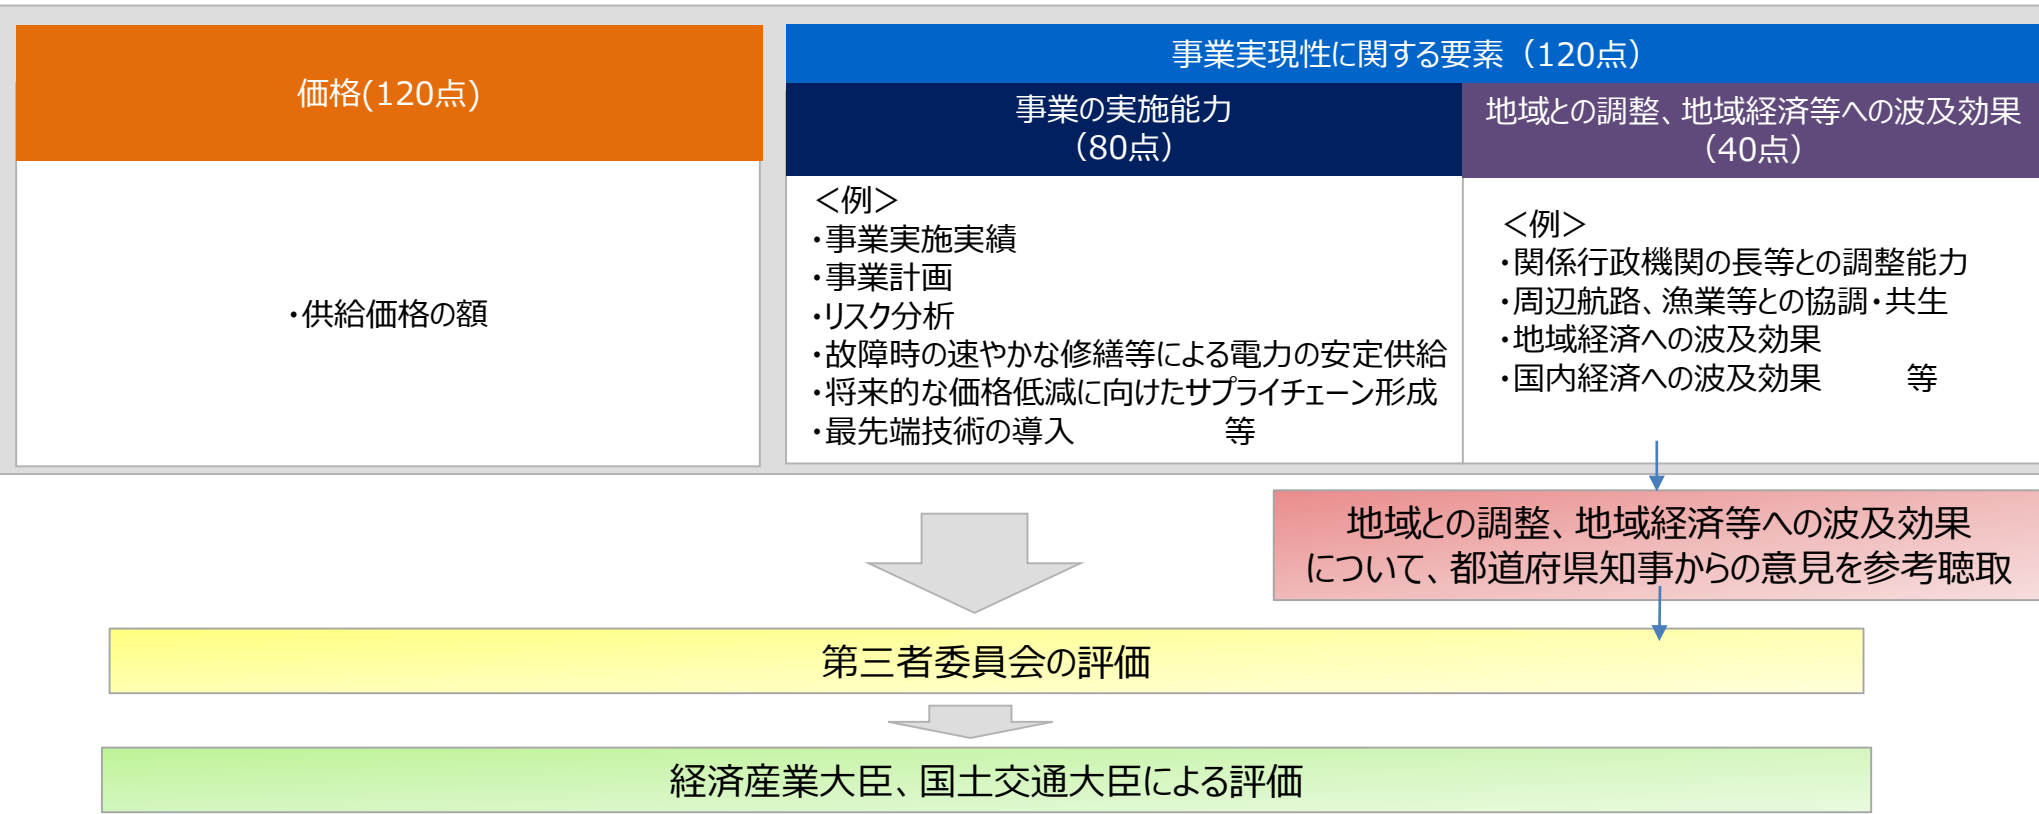 価格(120点)
・供給価格の額
事業実現性に関する要素（120点）
事業の実施能力
（80点）
＜例＞
・事業実施実績
・事業計画
・リスク分析
・故障時の速やかな修繕等による電力の安定供給
・将来的な価格低減に向けたサプライチェーン形成
・最先端技術の導入　　　　　等
地域との調整、地域経済等への波及効果
（40点）
＜例＞
・関係行政機関の長等との調整能力
・周辺航路、漁業等との協調・共生
・地域経済への波及効果
・国内経済への波及効果　　　等
地域との調整、地域経済等への波及効果
について、都道府県知事からの意見を参考聴取
第三者委員会の評価
経済産業大臣、国土交通大臣による評価